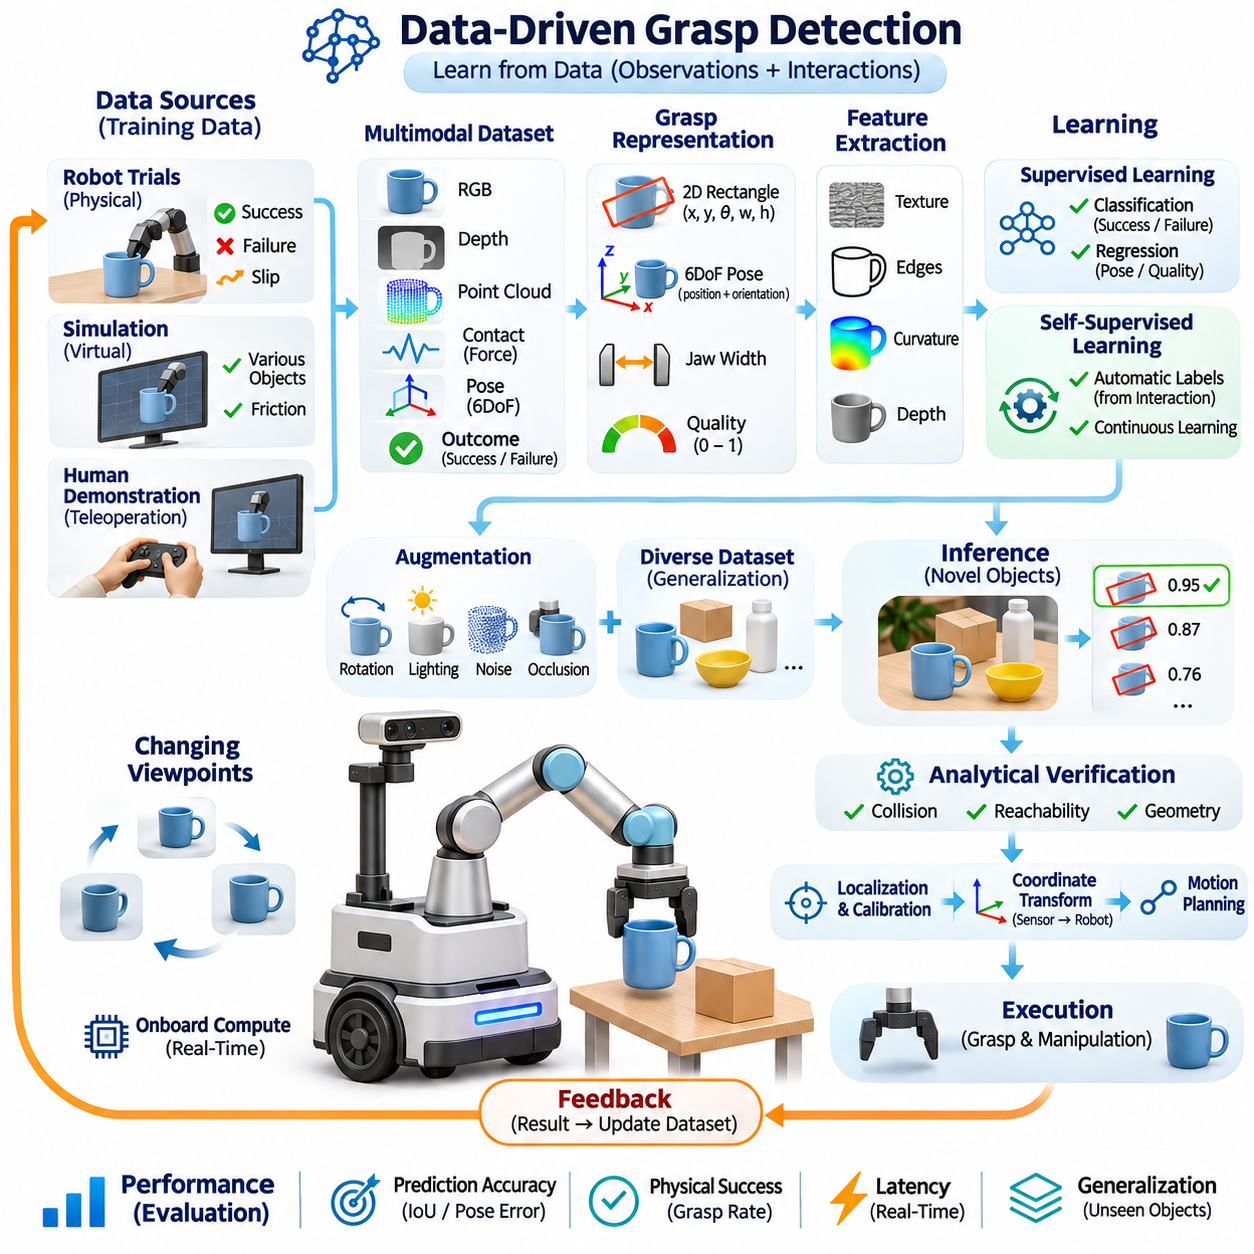 Data-Driven Grasp Detection
Learn from Data (Observations + Interactions)
Data Sources
(Training Data)
Robot Trials
(Physical)
Success
Failure
Slip
Simulation
(Virtual)
Various
Objects
Friction
Human
Demonstration
(Teleoperation)
Multimodal Dataset
RGB
Depth
Point Cloud
Contact
(Force)
Pose
(6DoF)
Outcome
(Success / Failure)
Grasp
Representation
2D Rectangle
(x, y, θ, w, h)
Z
y
x
6DoF Pose
(position + orientation)
Jaw Width
Quality
(0 – 1)
Feature
Extraction
Texture
Edges
Curvature
Depth
Learning
Supervised Learning
Classification
(Success / Failure)
Regression
(Pose / Quality)
Self-Supervised
Learning
Automatic Labels
(from Interaction)
Continuous Learning
Augmentation
Rotation
Lighting
Noise
Occlusion
+
Diverse Dataset
(Generalization)
...
Inference
(Novel Objects)
0.95
0.87
0.76
...
Analytical Verification
Collision
Reachability
Geometry
Localization
& Calibration
Coordinate
Transform
(Sensor → Robot)
Motion
Planning
Execution
(Grasp & Manipulation)
Changing
Viewpoints
Onboard Compute
(Real-Time)
Feedback
(Result → Update Dataset)
Performance
(Evaluation)
Prediction Accuracy
(IoU / Pose Error)
Physical Success
(Grasp Rate)
Latency
(Real-Time)
Generalization
(Unseen Objects)